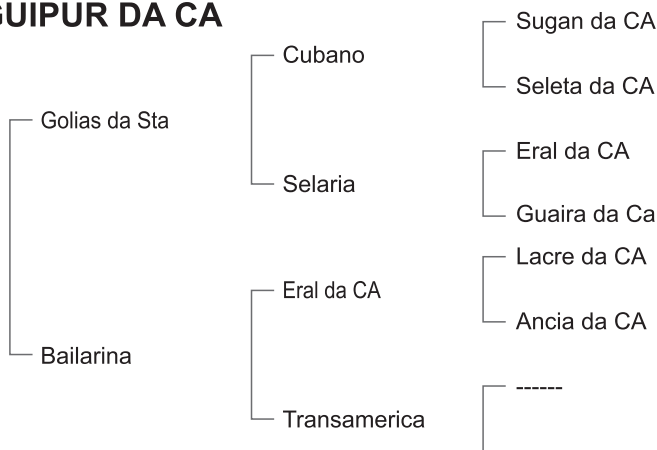 GUIPUR DA CA
Golias da Sta
Bailarina
Cubano
Selaria
Eral da CA
Transamerica
Sugan da CA
Seleta da CA
Eral da CA
Guaira da Ca
Lacre da CA
Ancia da CA
------